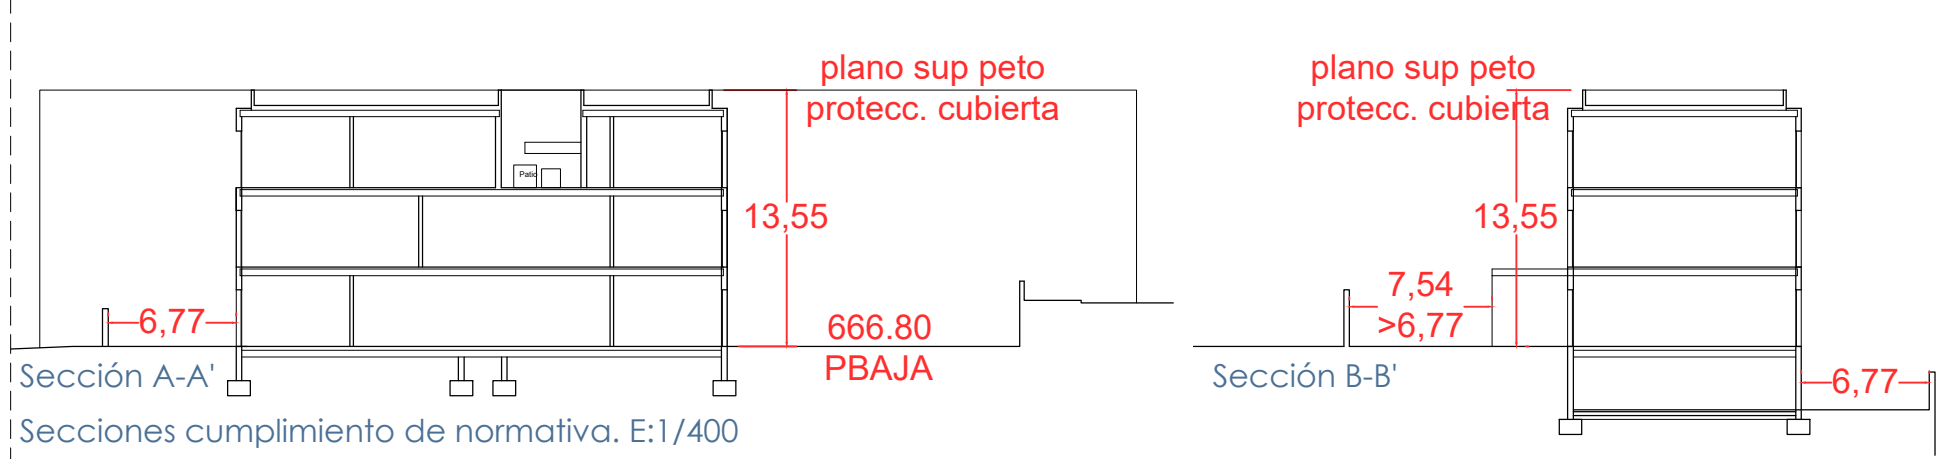 plano sup peto
protecc. cubierta
plano sup peto
protecc. cubierta
Patio
13,55
13,55
7,54
>6,77
6,77
666.80
PBAJA
Sección A-A'
Sección B-B'
6,77
Secciones cumplimiento de normativa. E:1/400